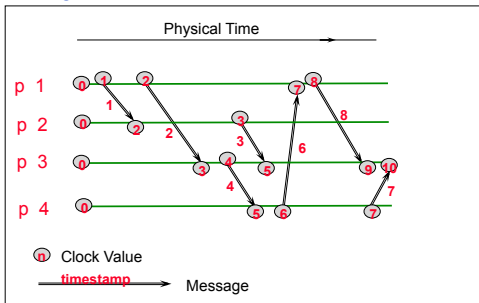 Physical Time
p 1 0 1 2 7 8
1 2 6 8
p 2 0 2 3
3
p 3 0 3 4 5 9 10
4 7
p 4 0 5 6 7
n Clock Value
timestamp
Message